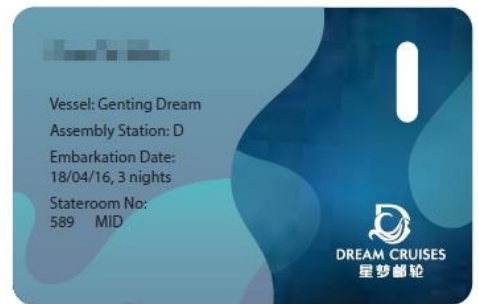 Vessel: Genting Dream
Assembly Station: D
Embarkation Date:
18/04/16, 3 nights
Stateroom No:
589 MID
DREAM CRUISES
星梦邮轮